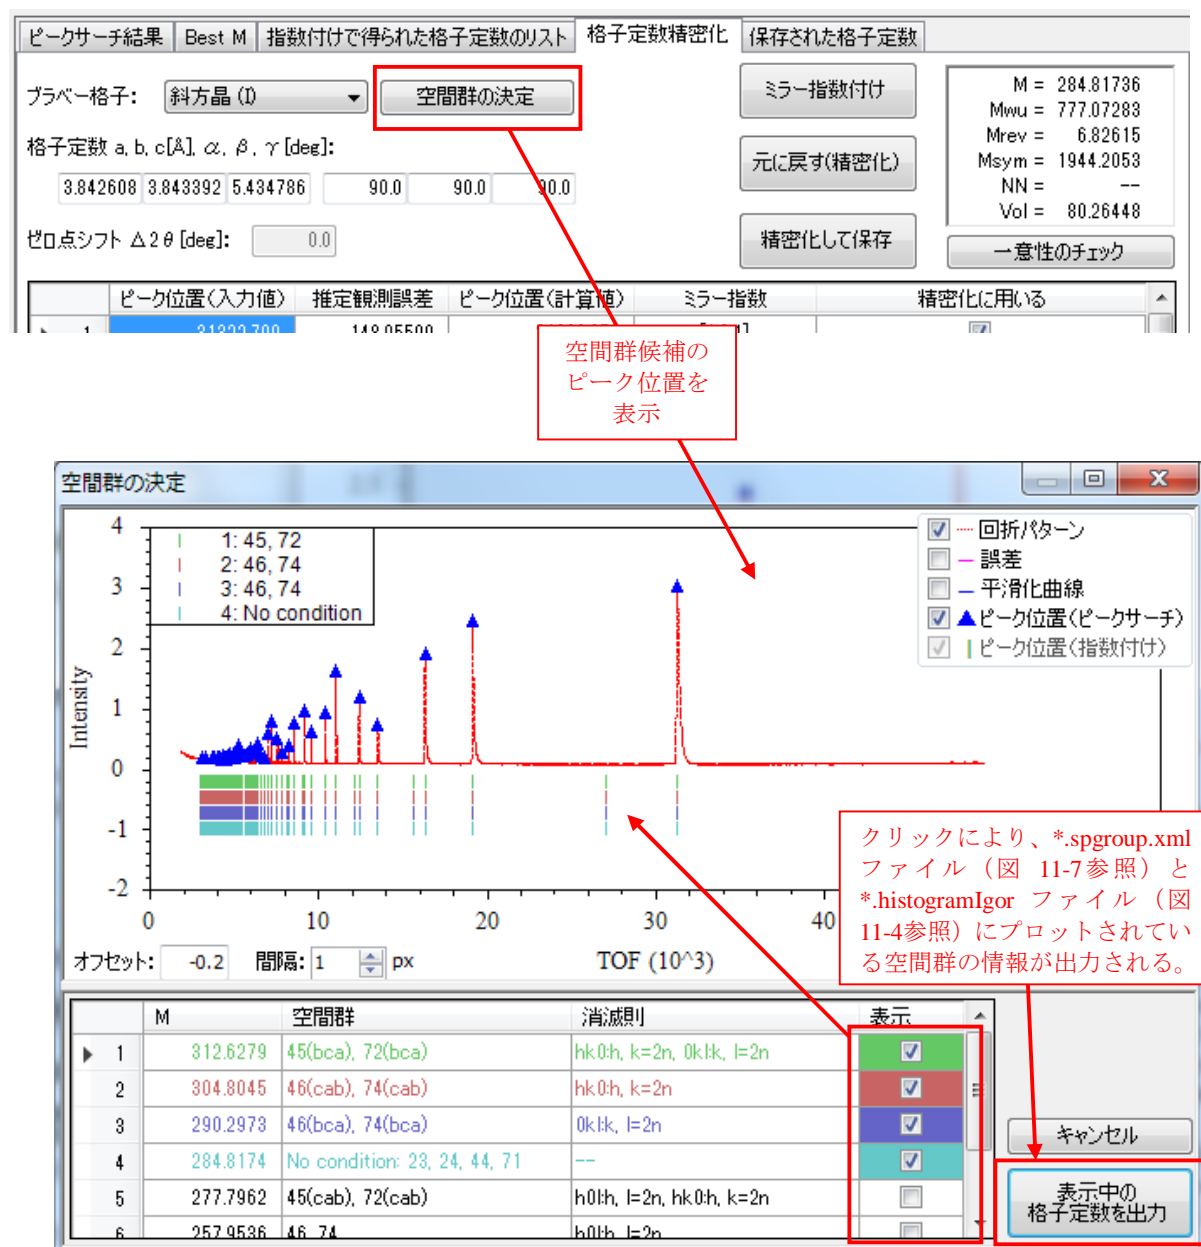 ピークサーチ結果 Best M 指数付けで得られた格子定数のリスト 格子定数精密化 保存された格子定数
ブラベー格子: 斜方晶 (I) 空間群の決定 ミラー指数付け
M = 284.81736
Mwu = 777.07283
Mrev = 6.82615
Msym = 1944.2053
NN = --
Vol = 80.26448
格子定数 a, b, c[Å], α, β, γ [deg]:
元に戻す(精密化)
3.842608 3.843392 5.434786 90.0 90.0 90.0
ゼロ点シフト Δ2θ [deg]: 0.0 精密化して保存 一意性のチェック
ピーク位置(入力値) 推定観測誤差 ピーク位置(計算値) ミラー指数 精密化に用いる
空間群候補の
ピーク位置を
表示
空間群の決定
4
3
2
1
0
-1
-2
Intensity
1: 45, 72
2: 46, 74
3: 46, 74
4: No condition
回折パターン
誤差
平滑化曲線
ピーク位置(ピークサーチ)
ピーク位置(指数付け)
クリックにより、*.spgroup.xml
ファイル（図 11-7参照）と
*.histogramIgor ファイル（図
11-4参照）にプロットされてい
る空間群の情報が出力される。
0 10 20 30 40
オフセット: -0.2 間隔: 1 px TOF (10^3)
M 空間群 消滅則 表示
1 312.6279 45(bca), 72(bca) hk0:h, k=2n, 0kl:k, l=2n
2 304.8045 46(cab), 74(cab) hk0:h, k=2n
3 290.2973 46(bca), 74(bca) 0kl:k, l=2n
4 284.8174 No condition: 23, 24, 44, 71 --
5 277.7962 45(cab), 72(cab) h0l:h, l=2n, hk0:h, k=2n
6 257.9536 46, 74 h0l:h, l=2n
キャンセル
表示中の
格子定数を出力